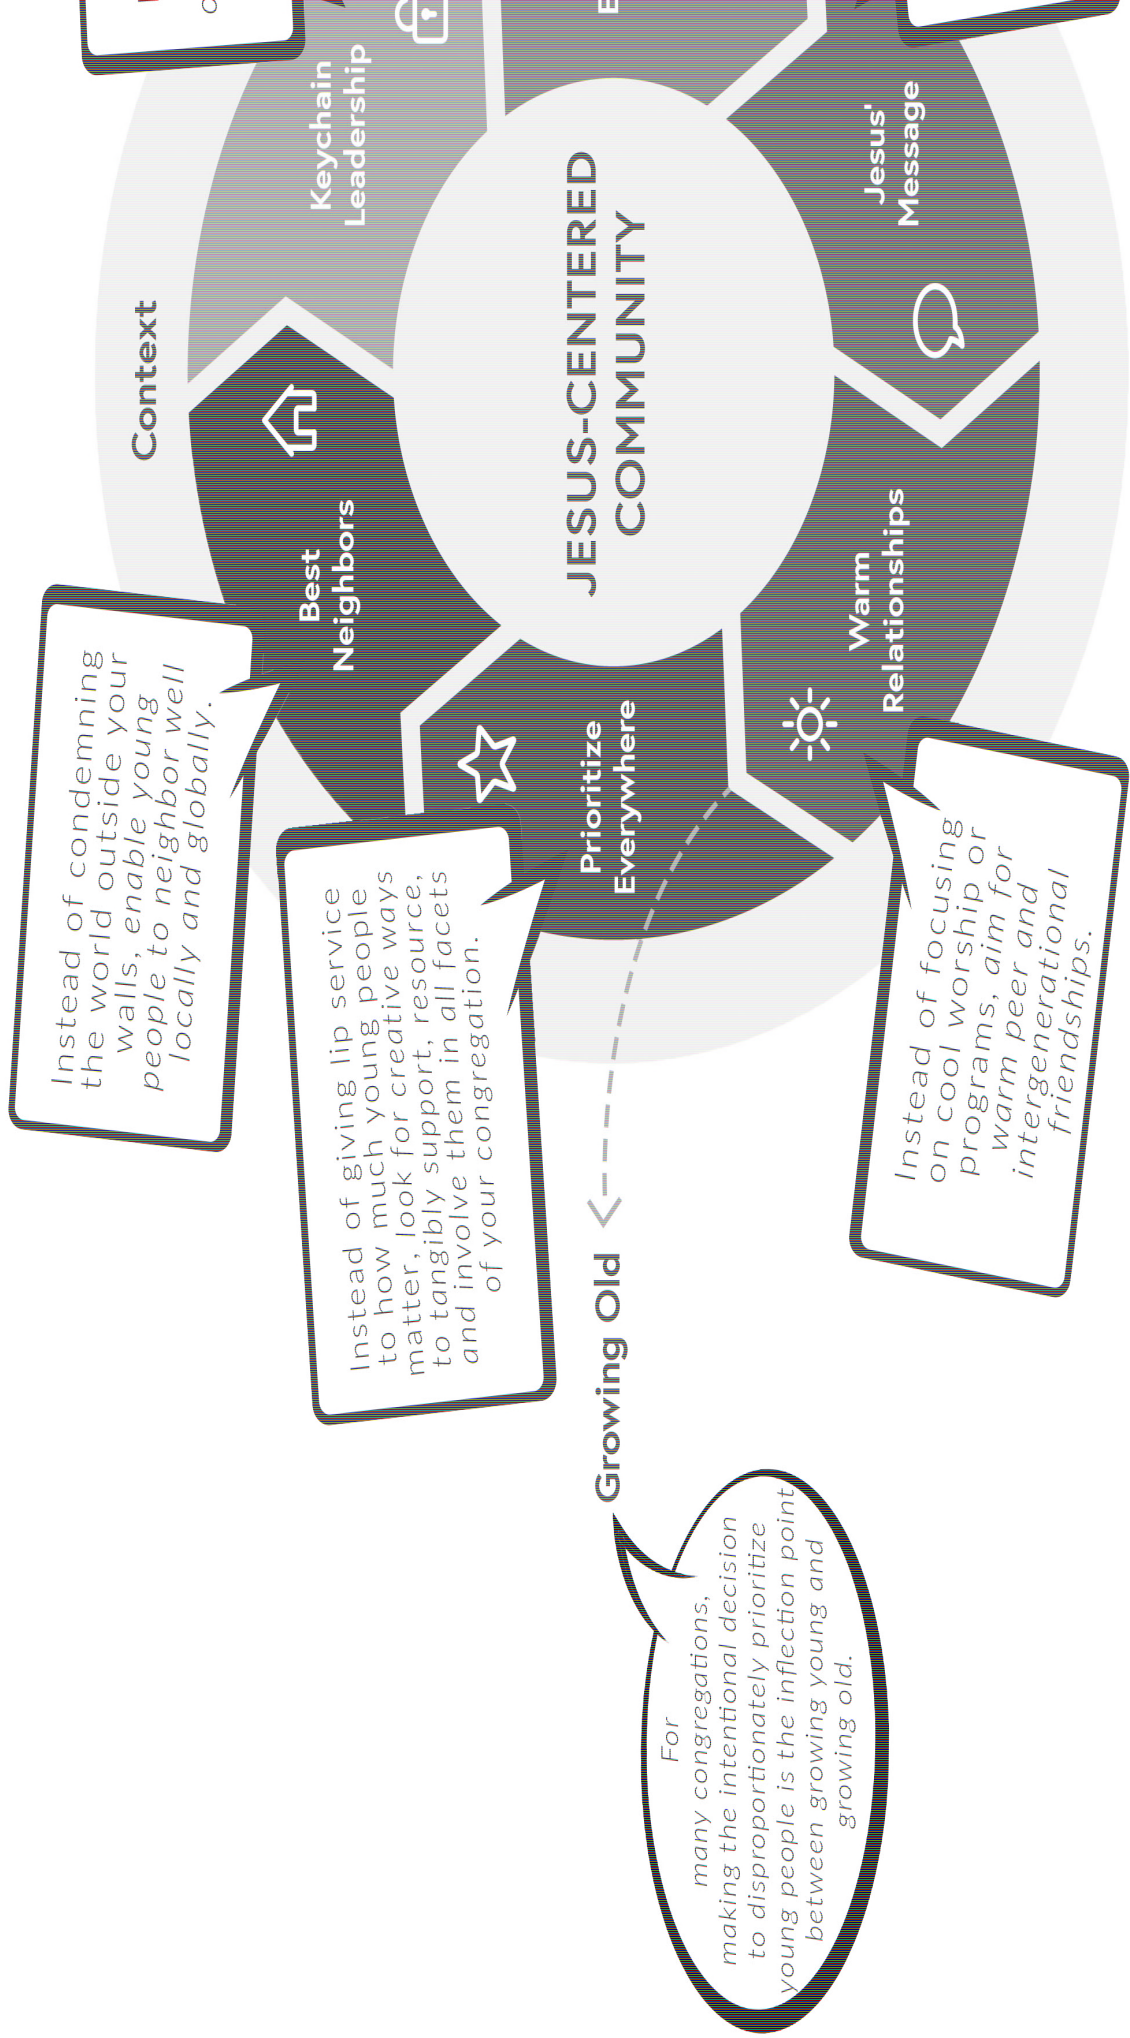 Instead of condemning
the world outside your
walls, enable young
people to neighbor well
locally and globally.
Context
Keychain
Leadership
Best
Neighbors
Instead of giving lip service
to how much young people
matter, look for creative ways
to tangibly support, resource,
and involve them in all facets
of your congregation.
Prioritize
Everywhere
JESUS-CENTERED
COMMUNITY
Growing Old
For
many congregations,
making the intentional decision
to disproportionately prioritize
young people is the inflection point
between growing young and
growing old.
Warm
Relationships
Jesus'
Message
Instead of focusing
on cool worship or
programs, aim for
warm peer and
intergenerational
friendships.